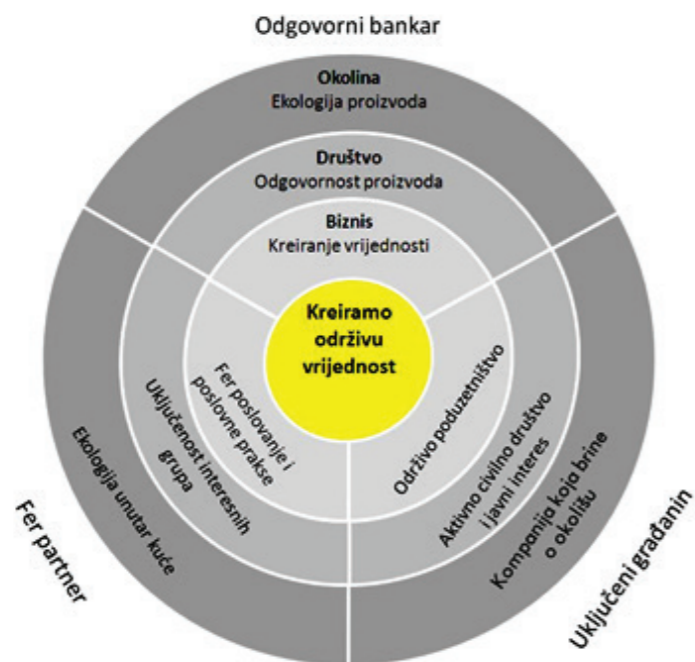 Odgovorni bankar
Okolina
Ekologija proizvoda
Društvo
Odgovornost proizvoda
Biznis
Kreiranje vrijednosti
Kreiramo
održivu
vrijednost
Fer poslovanje i
poslovne prakse
Uključenost interesnih
grupa
Ekologija unutar kuće
Fer partner
Održivo poduzetništvo
Aktivno civilno društvo
i javni interes
Kompanija koja brine
o okolišu
Uključeni građanin